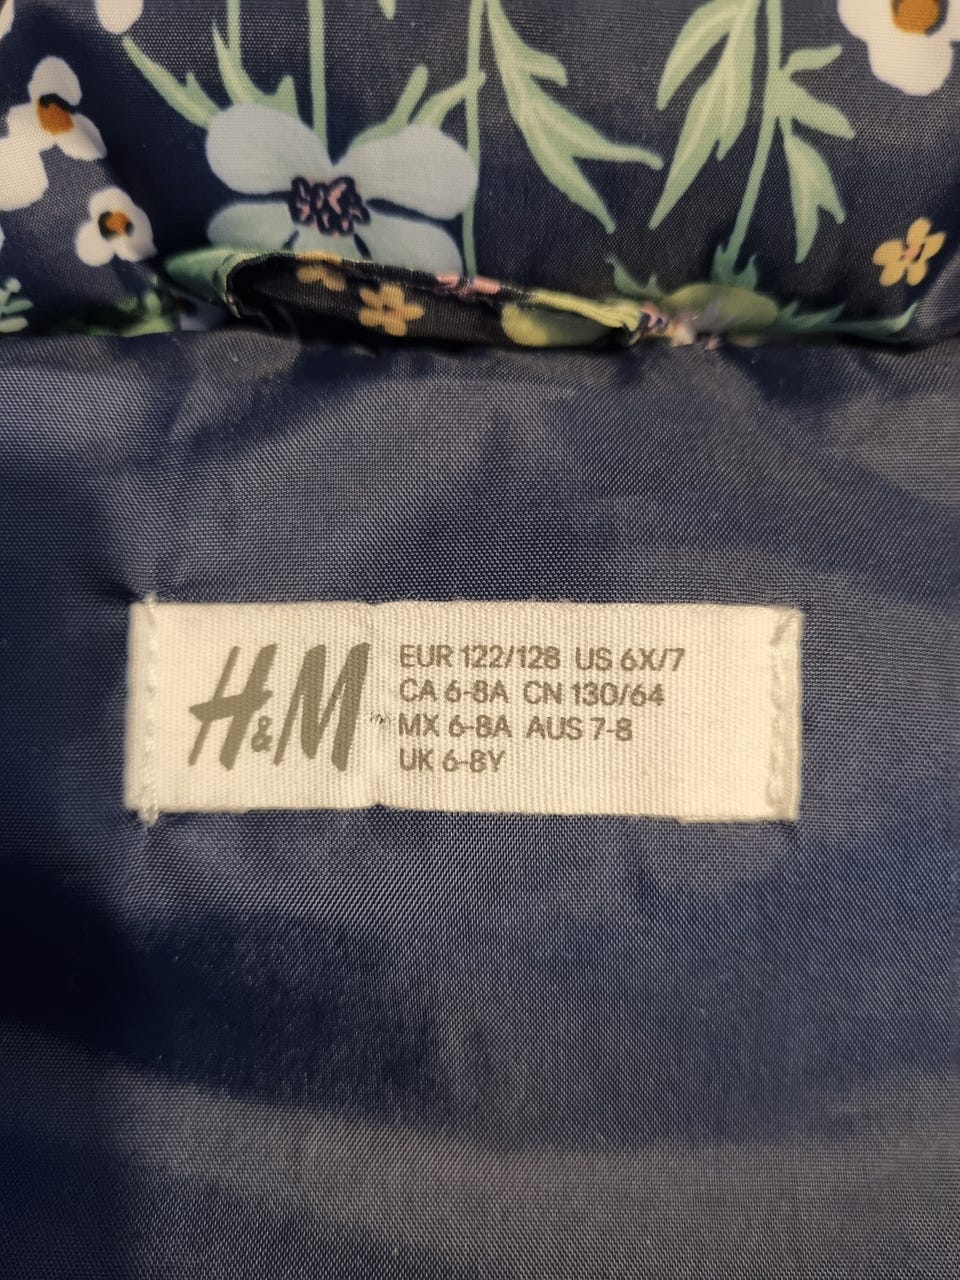 H&M
EUR 122/128 US 6X/7
CA 6-8A CN 130/64
MX 6-8A AUS 7-8
UK 6-8Y